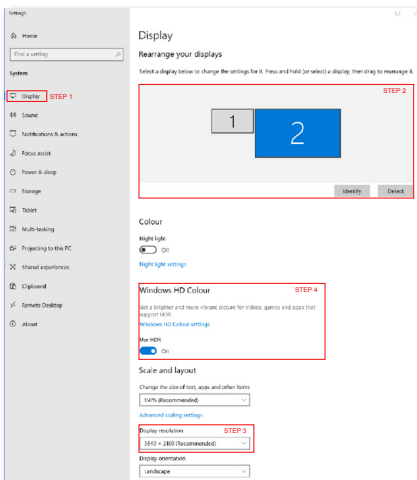 Settings
Home
Find a setting
System
Display
STEP 1
Sound
Notifications & actions
Focus assist
Power & sleep
Storage
Tablet
Multi-tasking
Projecting to this PC
Shared experiences
Clipboard
Remote Desktop
About
Display
Rearrange your displays
Select a display below to change the settings for it. Press and hold (or select) a display, then drag to rearrange it.
STEP 2
1
2
Identify
Detect
Colour
Night light
Off
Night light settings
Windows HD Colour
STEP 4
Get a brighter and more vibrant picture for videos, games and apps that
support HDR.
Windows HD Colour settings
Use HDR
On
Scale and layout
Change the size of text, apps and other items
150% (Recommended)
Advanced scaling settings
Display resolution
STEP 3
3840 × 2160 (Recommended)
Display orientation
Landscape